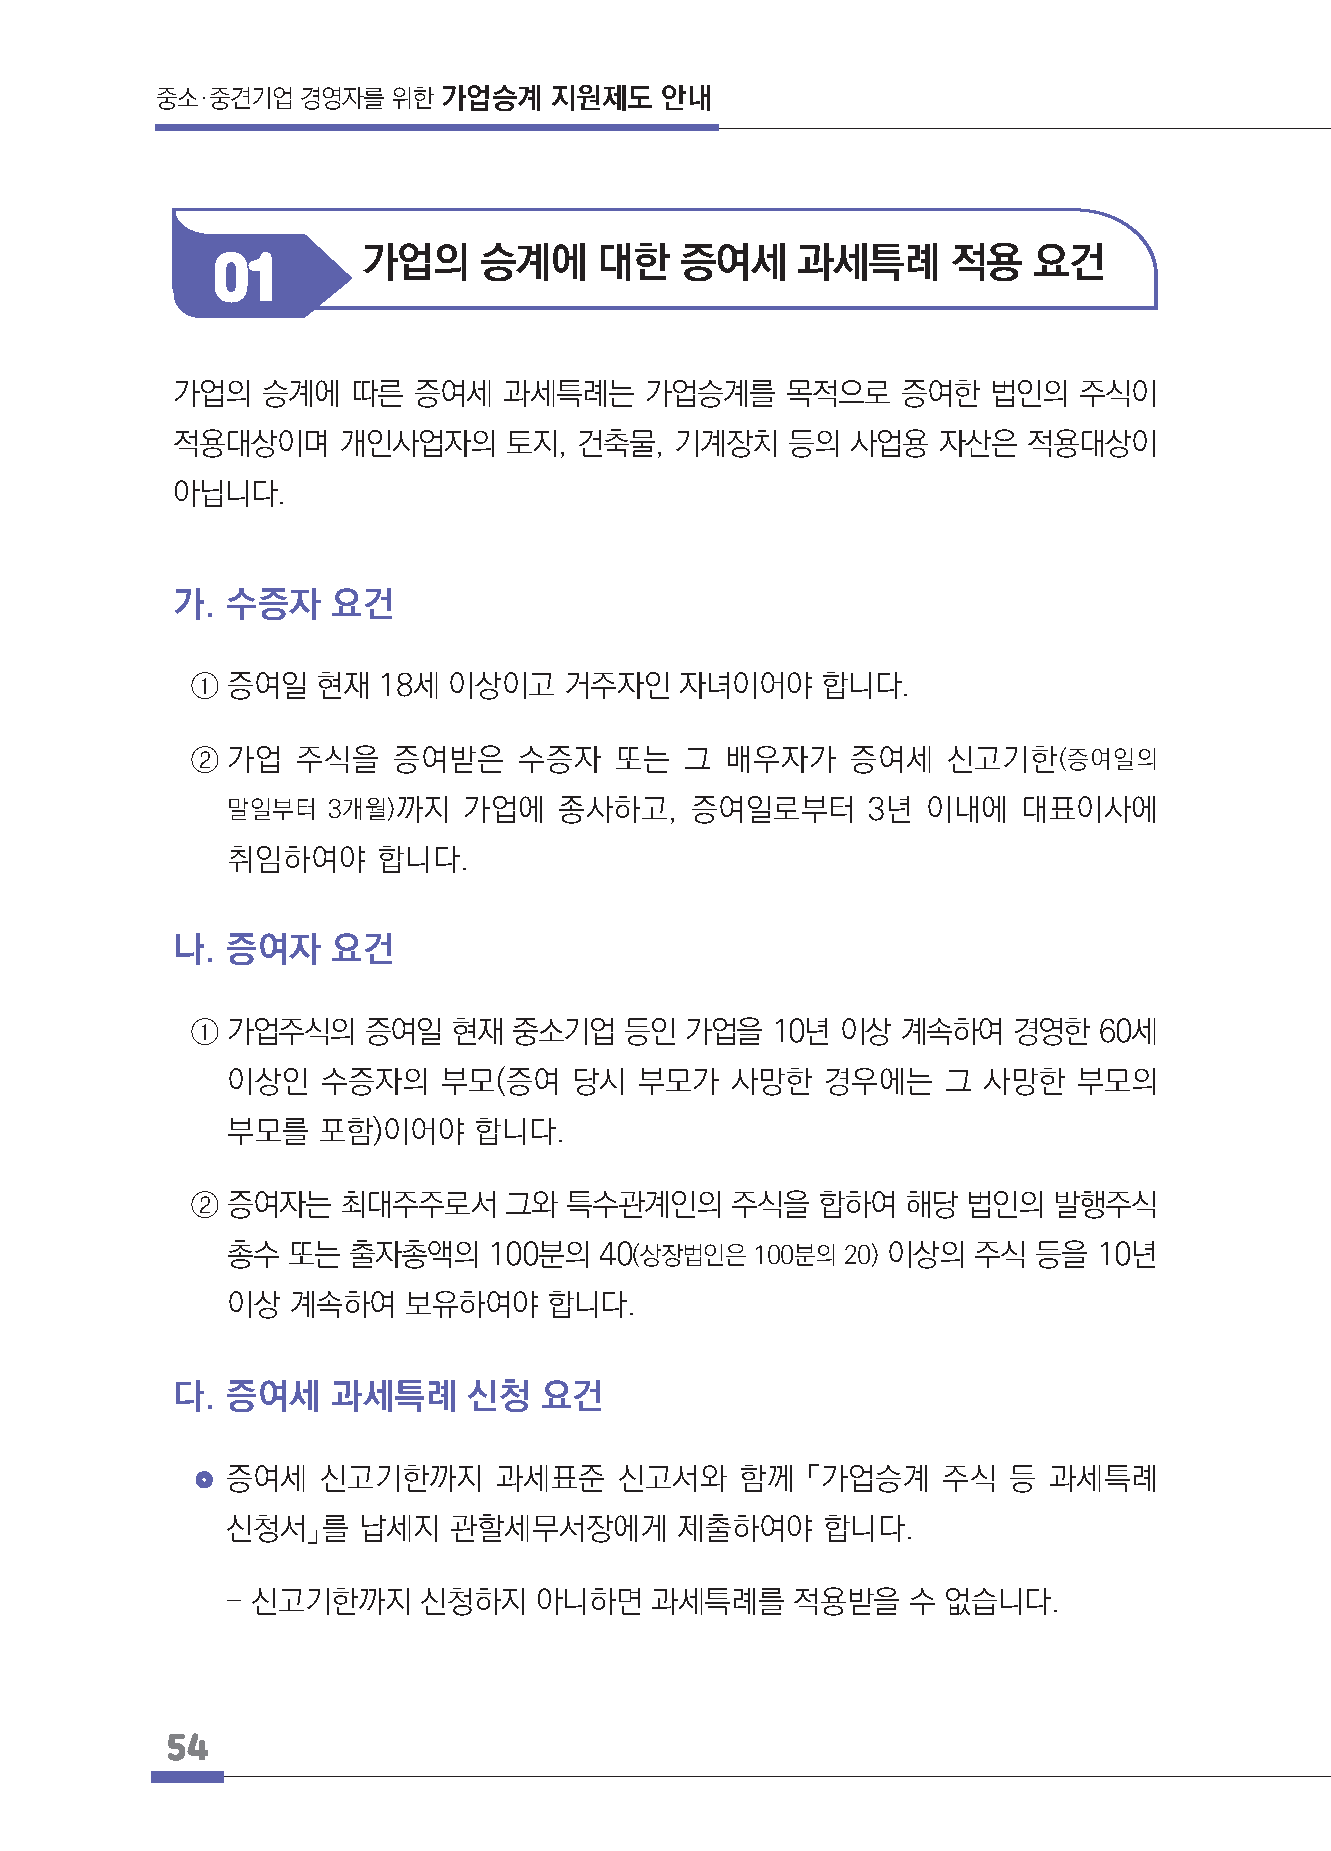 중소·중견기업 경영자를 위한 가업승계 지원제도 안내
01
가업의 승계에 대한 증여세 과세특례 적용 요건
가업의 승계에 따른 증여세 과세특례는 가업승계를 목적으로 증여한 법인의 주식이
적용대상이며 개인사업자의 토지, 건축물, 기계장치 등의 사업용 자산은 적용대상이
아닙니다.
가. 수증자 요건
① 증여일 현재 18세 이상이고 거주자인 자녀이어야 합니다.
② 가업 주식을 증여받은 수증자 또는 그 배우자가 증여세 신고기한(증여일의
말일부터 3개월)까지 가업에 종사하고, 증여일로부터 3년 이내에 대표이사에
취임하여야 합니다.
나. 증여자 요건
① 가업주식의 증여일 현재 중소기업 등인 가업을 10년 이상 계속하여 경영한 60세
이상인 수증자의 부모(증여 당시 부모가 사망한 경우에는 그 사망한 부모의
부모를 포함)이어야 합니다.
② 증여자는 최대주주로서 그와 특수관계인의 주식을 합하여 해당 법인의 발행주식
총수 또는 출자총액의 100분의 40(상장법인은 100분의 20) 이상의 주식 등을 10년
이상 계속하여 보유하여야 합니다.
다. 증여세 과세특례 신청 요건
증여세 신고기한까지 과세표준 신고서와 함께 「가업승계 주식 등 과세특례
신청서」를 납세지 관할세무서장에게 제출하여야 합니다.
- 신고기한까지 신청하지 아니하면 과세특례를 적용받을 수 없습니다.
54